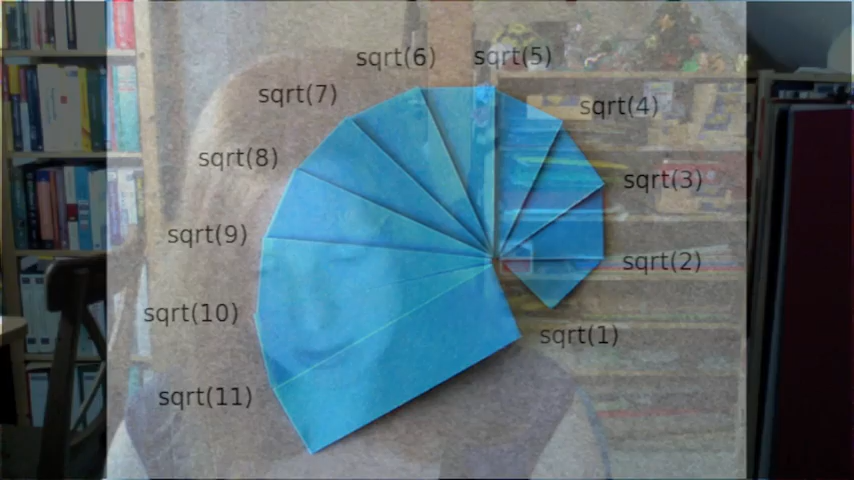 sqrt(6) sqrt(5)
sqrt(7) sqrt(4)
sqrt(8) sqrt(3)
sqrt(9) sqrt(2)
sqrt(10) sqrt(1)
sqrt(11)